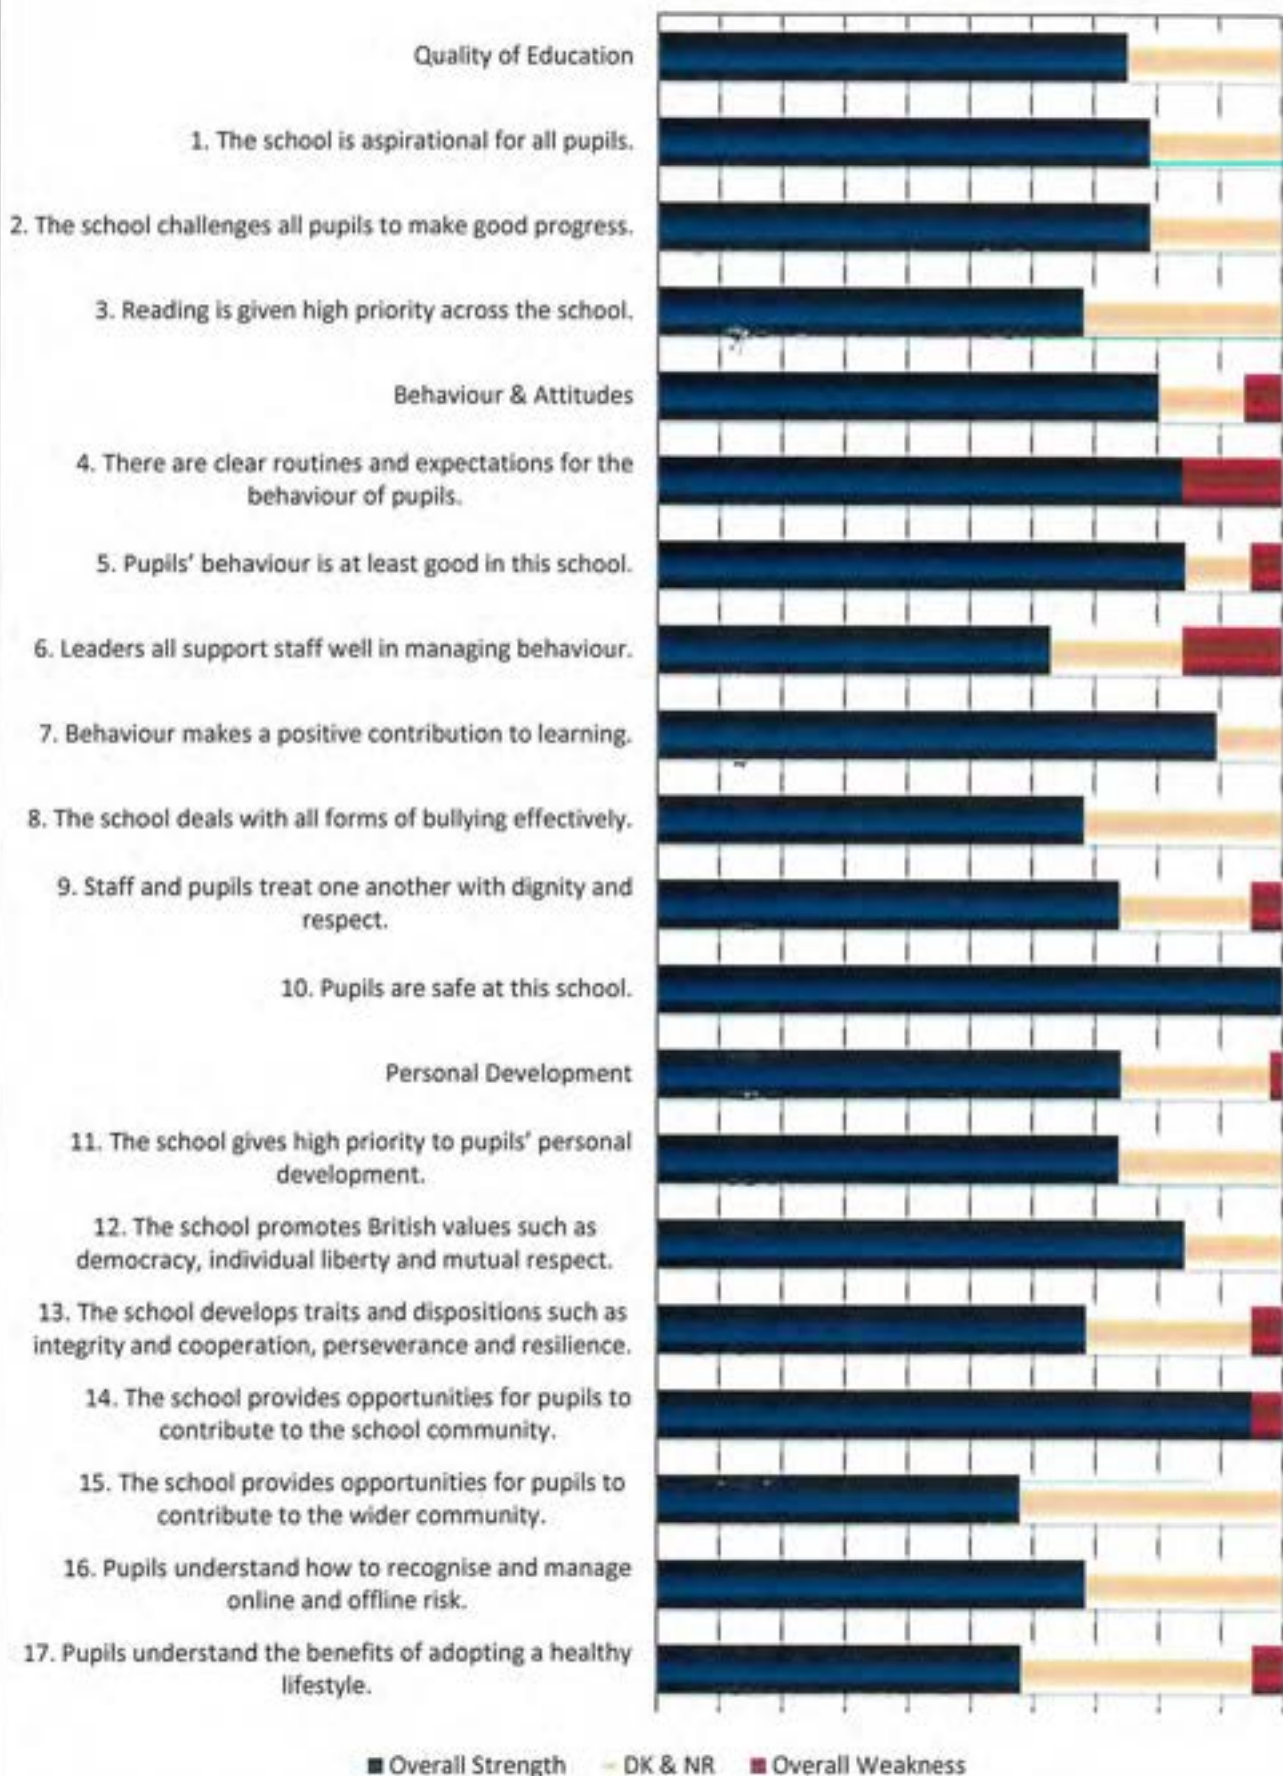 Quality of Education
1. The school is aspirational for all pupils.
2. The school challenges all pupils to make good progress.
3. Reading is given high priority across the school.
Behaviour & Attitudes
4. There are clear routines and expectations for the
behaviour of pupils.
5. Pupils’ behaviour is at least good in this school.
6. Leaders all support staff well in managing behaviour.
7. Behaviour makes a positive contribution to learning.
8. The school deals with all forms of bullying effectively.
9. Staff and pupils treat one another with dignity and
respect.
10. Pupils are safe at this school.
Personal Development
11. The school gives high priority to pupils’ personal
development.
12. The school promotes British values such as
democracy, individual liberty and mutual respect.
13. The school develops traits and dispositions such as
integrity and cooperation, perseverance and resilience.
14. The school provides opportunities for pupils to
contribute to the school community.
15. The school provides opportunities for pupils to
contribute to the wider community.
16. Pupils understand how to recognise and manage
online and offline risk.
17. Pupils understand the benefits of adopting a healthy
lifestyle.
Overall Strength DK & NR Overall Weakness